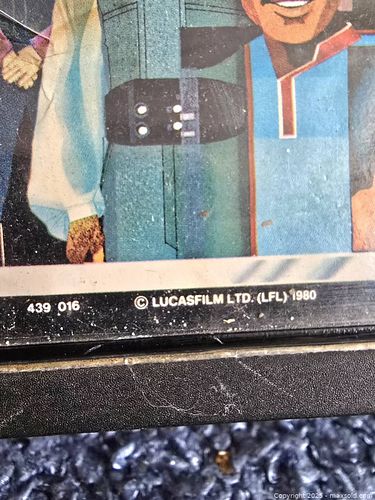 439 016 © LUCASFILM LTD. (LFL) 1980
Copyright 2025 - maxsold.com